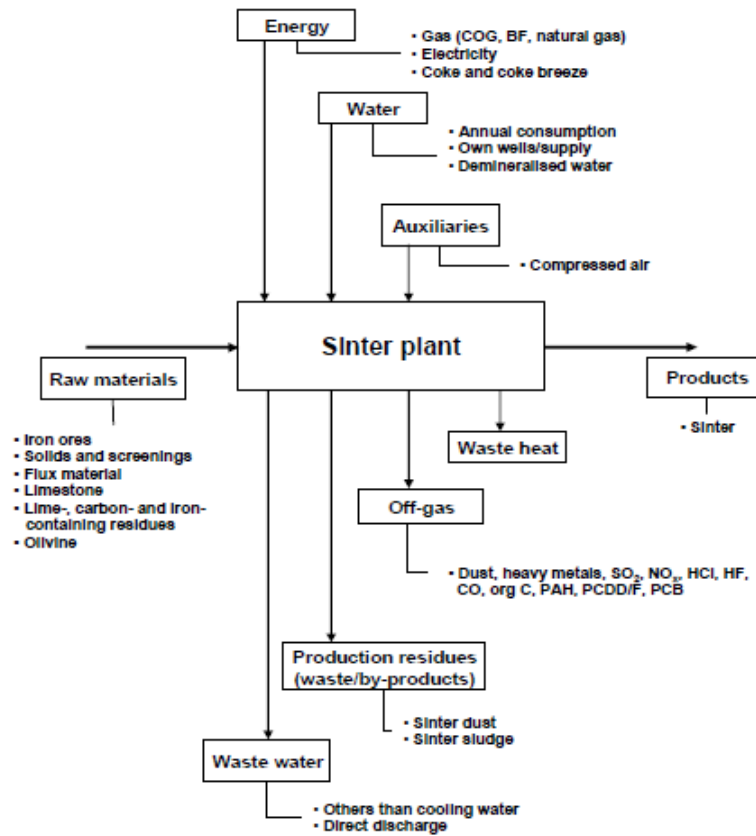 Energy
▪ Gas (COG, BF, natural gas)
▪ Electricity
▪ Coke and coke breeze
Water
▪ Annual consumption
▪ Own wells/supply
▪ Demineralised water
Auxiliaries
▪ Compressed air
Sinter plant
Raw materials
▪ Iron ores
▪ Solids and screenings
▪ Flux material
▪ Limestone
▪ Lime-, carbon- and iron-
containing residues
▪ Olivine
Products
▪ Sinter
Waste heat
Off-gas
▪ Dust, heavy metals, SO₂, NOₓ, HCl, HF,
CO, org C, PAH, PCDD/F, PCB
Production residues
(waste/by-products)
▪ Sinter dust
▪ Sinter sludge
Waste water
▪ Others than cooling water
▪ Direct discharge